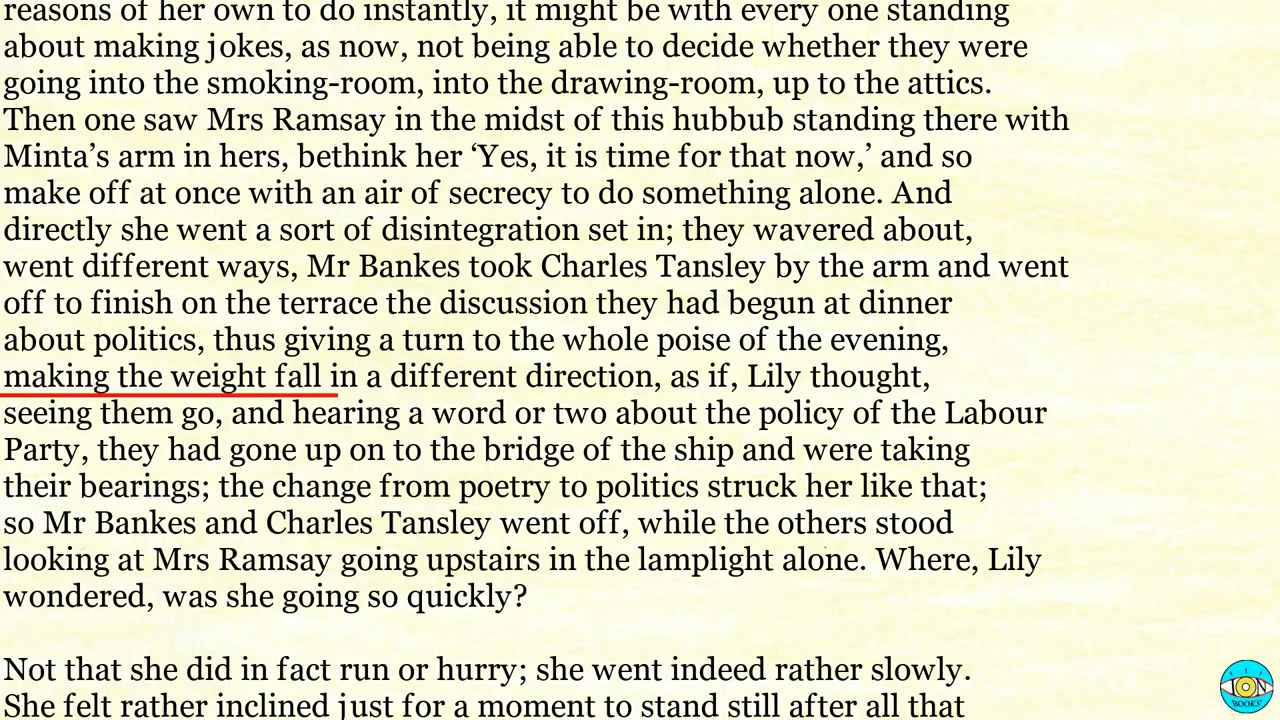 reasons of her own to do instantly, it might be with every one standing
about making jokes, as now, not being able to decide whether they were
going into the smoking-room, into the drawing-room, up to the attics.
Then one saw Mrs Ramsay in the midst of this hubbub standing there with
Minta’s arm in hers, bethink her ‘Yes, it is time for that now,’ and so
make off at once with an air of secrecy to do something alone. And
directly she went a sort of disintegration set in; they wavered about,
went different ways, Mr Bankes took Charles Tansley by the arm and went
off to finish on the terrace the discussion they had begun at dinner
about politics, thus giving a turn to the whole poise of the evening,
making the weight fall in a different direction, as if, Lily thought,
seeing them go, and hearing a word or two about the policy of the Labour
Party, they had gone up on to the bridge of the ship and were taking
their bearings; the change from poetry to politics struck her like that;
so Mr Bankes and Charles Tansley went off, while the others stood
looking at Mrs Ramsay going upstairs in the lamplight alone. Where, Lily
wondered, was she going so quickly?
Not that she did in fact run or hurry; she went indeed rather slowly.
She felt rather inclined just for a moment to stand still after all that
ION
BOOKS